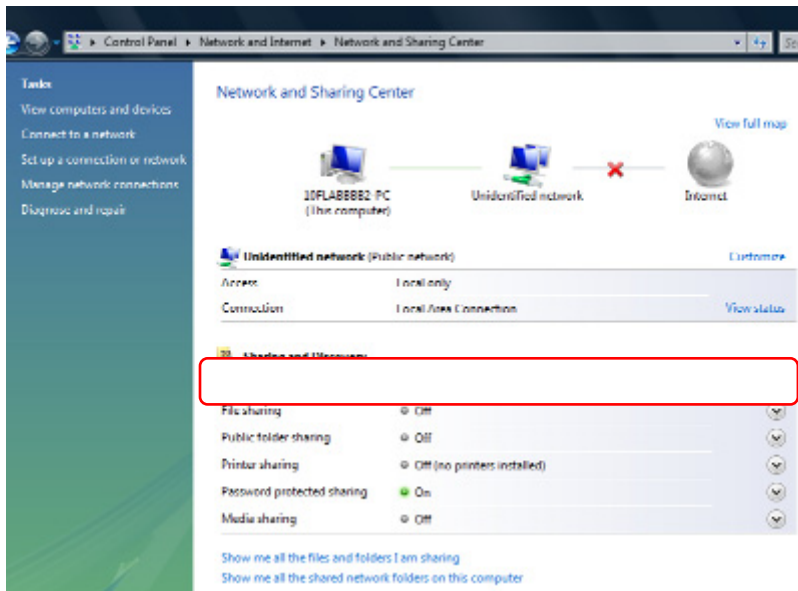 Control Panel Network and Internet Network and Sharing Center
Tasks
View computers and devices
Connect to a network
Set up a connection or network
Manage network connections
Diagnose and repair
Network and Sharing Center
View full map
(This computer)
Unidentified network
Internet
Unidentified network (Public network)
Customize
Access
Local only
Connection
Local Area Connection
View status
Sharing and Discovery
File sharing
Off
Public folder sharing
Off
Printer sharing
Off (no printers installed)
Password protected sharing
On
Media sharing
Off
Show me all the files and folders I am sharing
Show me all the shared network folders on this computer